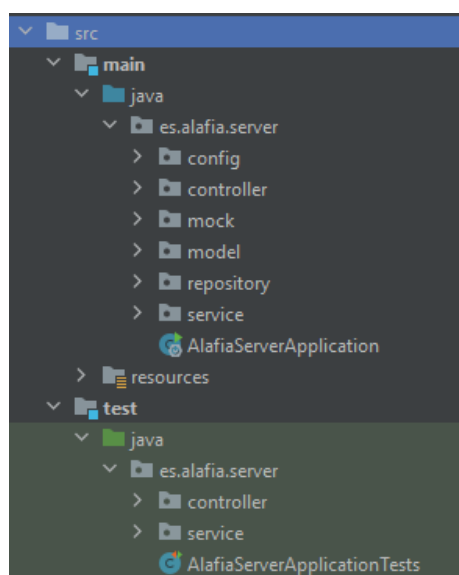 src
main
java
es.alafia.server
config
controller
mock
model
repository
service
AlafiaServerApplication
resources
test
java
es.alafia.server
controller
service
AlafiaServerApplicationTests